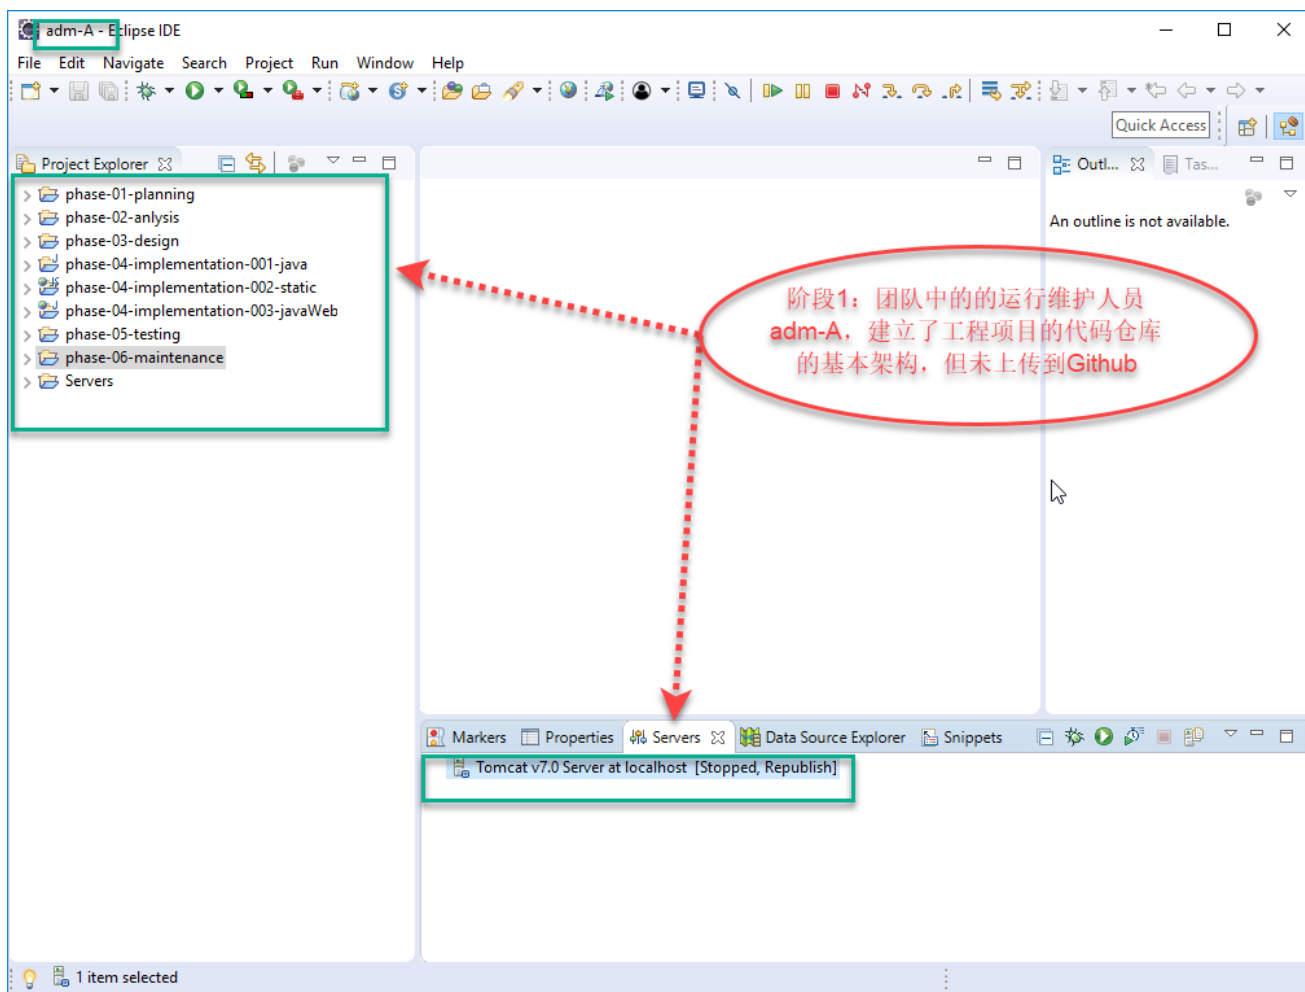 adm-A - Eclipse IDE
File Edit Navigate Search Project Run Window Help
Quick Access
Project Explorer
Outl...
Tas...
phase-01-planning
phase-02-anlysis
phase-03-design
phase-04-implementation-001-java
phase-04-implementation-002-static
phase-04-implementation-003-javaWeb
phase-05-testing
phase-06-maintenance
Servers
An outline is not available.
阶段1：团队中的的运行维护人员
adm-A，建立了工程项目的代码仓库
的基本架构，但未上传到Github
Markers Properties Servers Data Source Explorer Snippets
Tomcat v7.0 Server at localhost [Stopped, Republish]
1 item selected